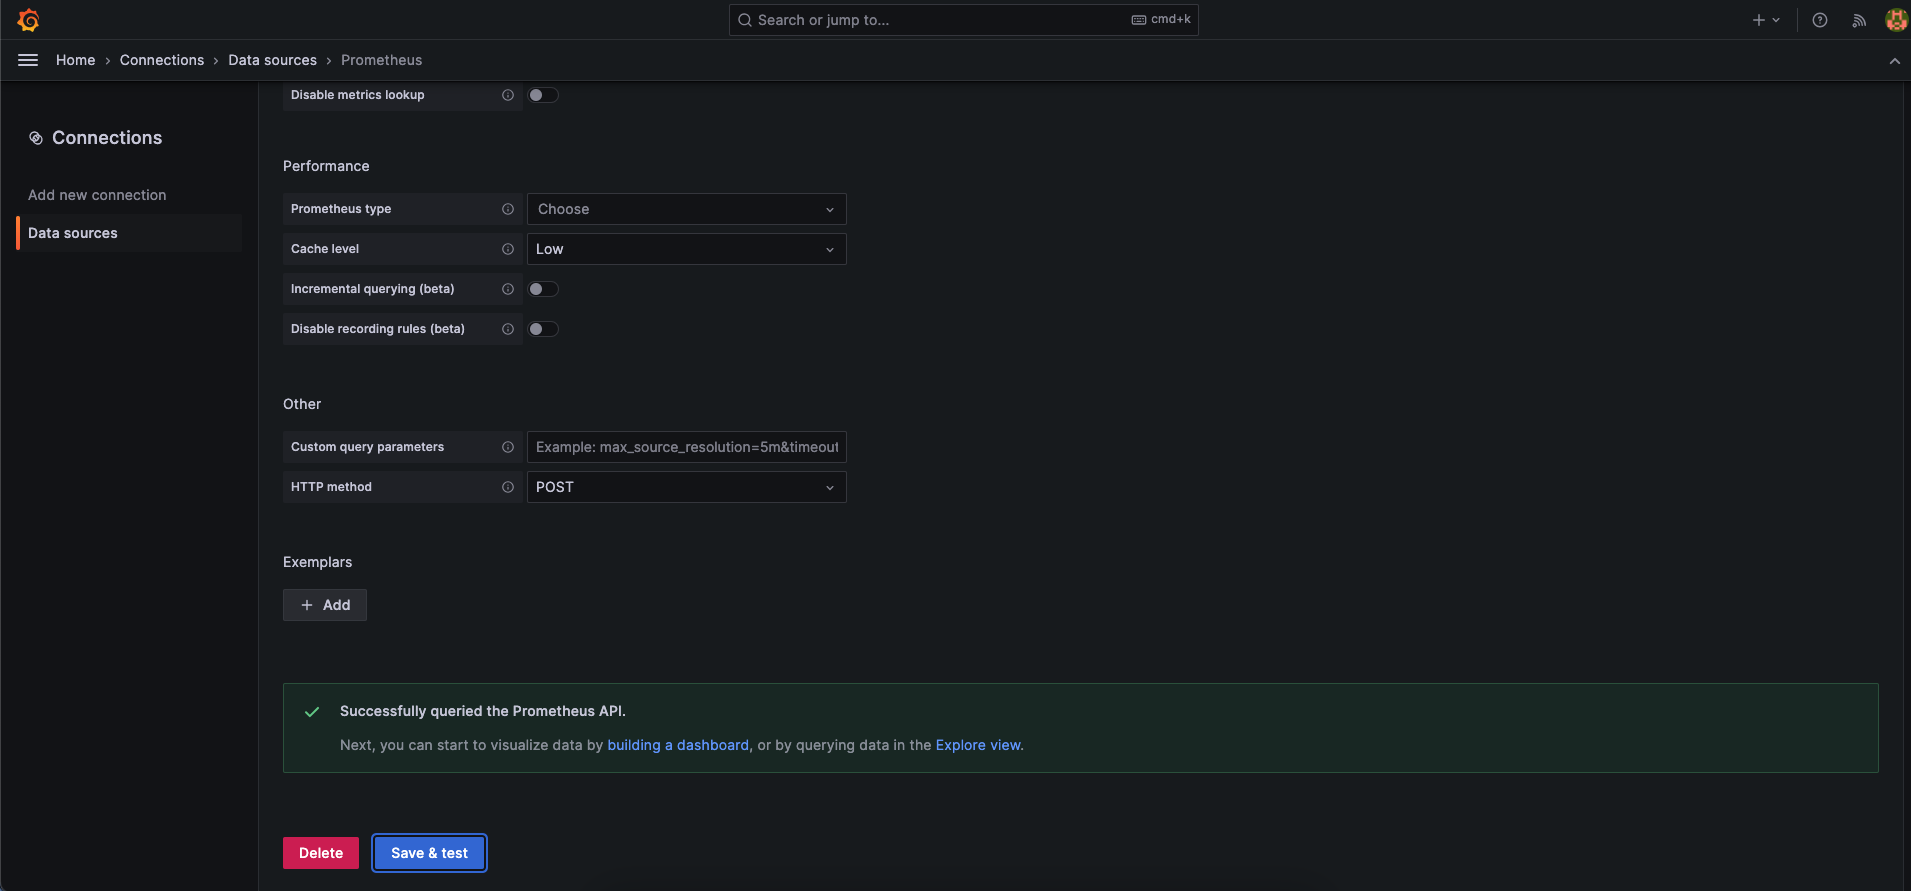 Search or jump to...
cmd+k
Home › Connections › Data sources › Prometheus
Connections
Add new connection
Data sources
Disable metrics lookup
Performance
Prometheus type
Choose
Cache level
Low
Incremental querying (beta)
Disable recording rules (beta)
Other
Custom query parameters
Example: max_source_resolution=5m&timeout
HTTP method
POST
Exemplars
+ Add
Successfully queried the Prometheus API.
Next, you can start to visualize data by building a dashboard, or by querying data in the Explore view.
Delete
Save & test